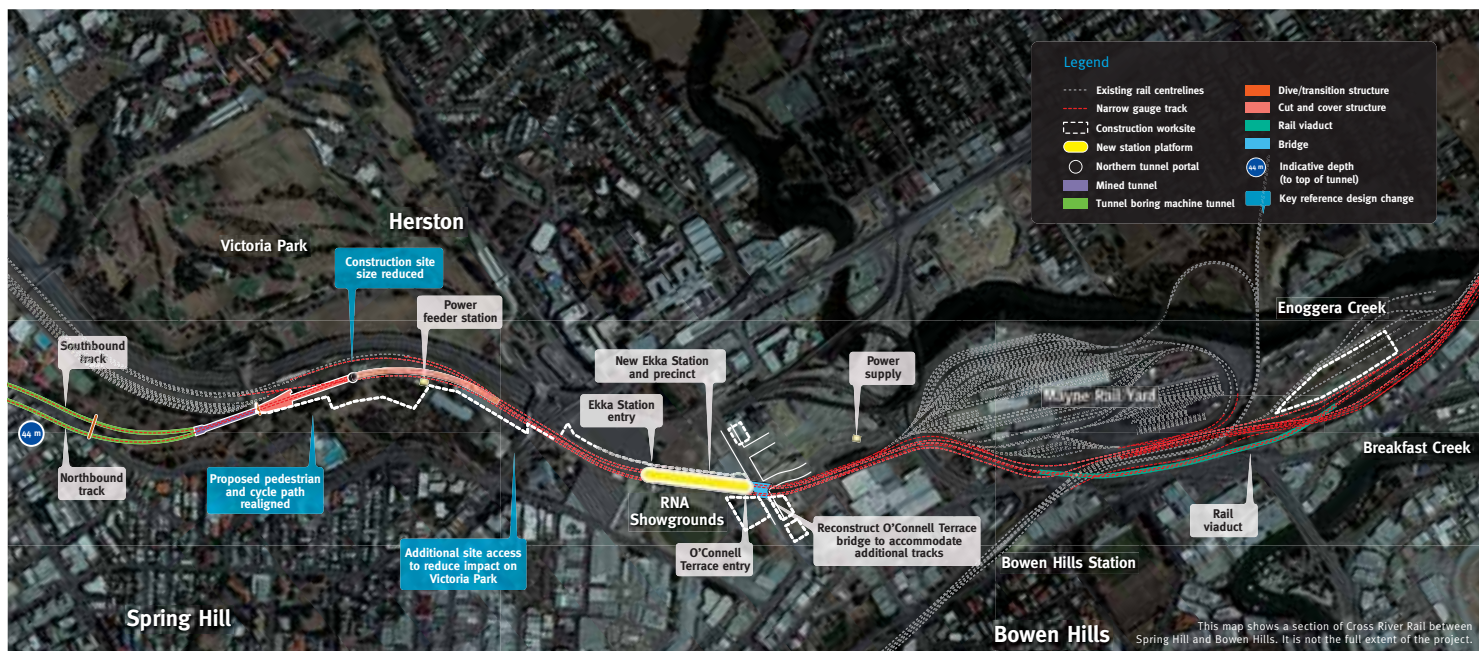 Legend
Existing rail centrelines
Narrow gauge track
Construction worksite
New station platform
Northern tunnel portal
Mined tunnel
Tunnel boring machine tunnel
Dive/transition structure
Cut and cover structure
Rail viaduct
Bridge
44 m
Indicative depth
(to top of tunnel)
Key reference design change
Herston
Victoria Park
Construction site
size reduced
Power
feeder station
Southbound
track
44 m
Northbound
track
Proposed pedestrian
and cycle path
realigned
Additional site access
to reduce impact on
Victoria Park
New Ekka Station
and precinct
Ekka Station
entry
Power
supply
RNA
Showgrounds
O'Connell
Terrace entry
Reconstruct O'Connell Terrace
bridge to accommodate
additional tracks
Mayne Rail Yard
Enoggera Creek
Breakfast Creek
Rail
viaduct
Bowen Hills Station
Spring Hill
Bowen Hills
This map shows a section of Cross River Rail between
Spring Hill and Bowen Hills. It is not the full extent of the project.